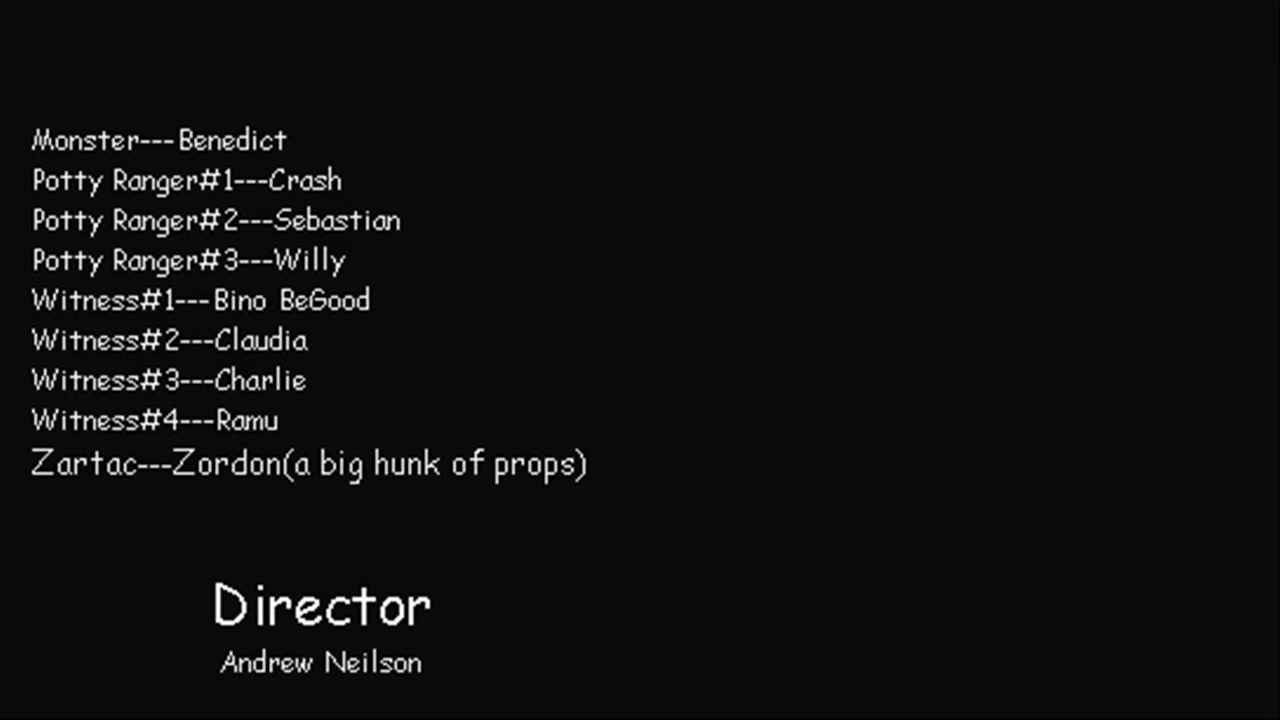 Monster---Benedict
Potty Ranger#1---Crash
Potty Ranger#2---Sebastian
Potty Ranger#3---Willy
Witness#1---Bino BeGood
Witness#2---Claudia
Witness#3---Charlie
Witness#4---Ramu
Zartac---Zordon(a big hunk of props)
Director
Andrew Neilson